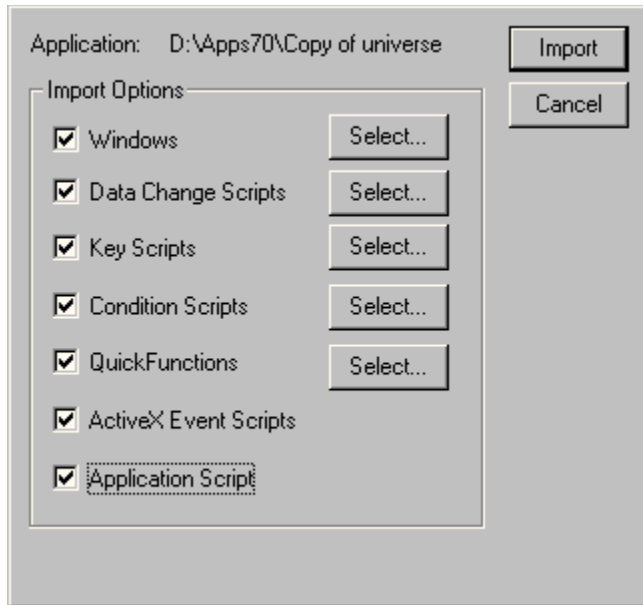 Application: D:\Apps70\Copy of universe
Import
Cancel
Import Options
Windows Select...
Data Change Scripts Select...
Key Scripts Select...
Condition Scripts Select...
QuickFunctions Select...
ActiveX Event Scripts
Application Script